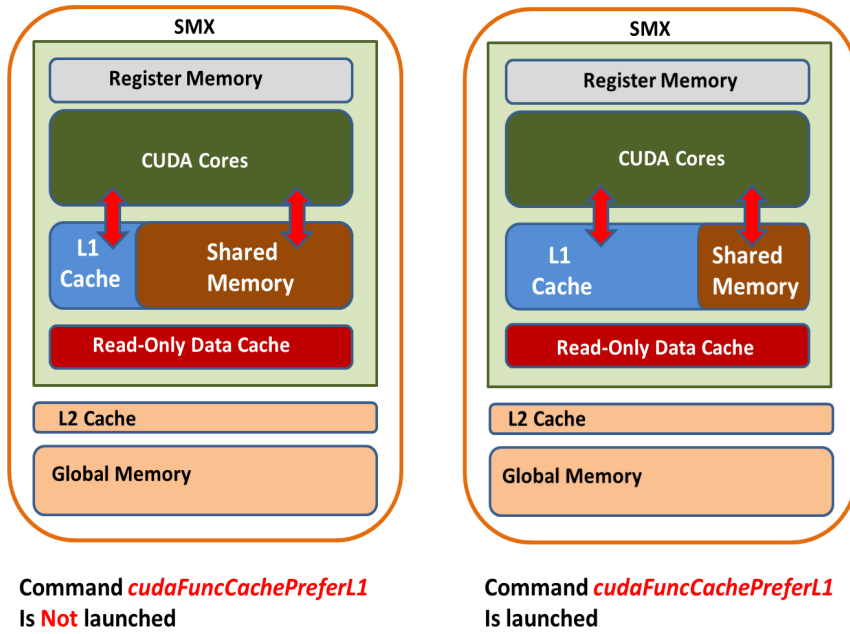 SMX
Register Memory
CUDA Cores
L1
Cache
Shared
Memory
Read-Only Data Cache
L2 Cache
Global Memory
Command cudaFuncCachePreferL1
Is Not launched
SMX
Register Memory
CUDA Cores
L1
Cache
Shared
Memory
Read-Only Data Cache
L2 Cache
Global Memory
Command cudaFuncCachePreferL1
Is launched